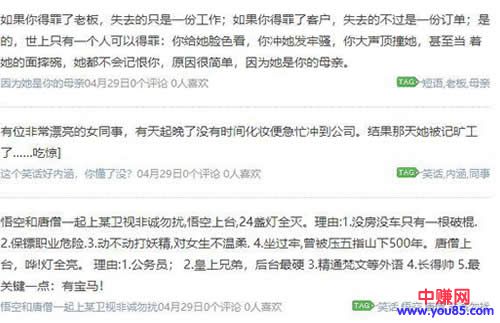 如果你得罪了老板，失去的只是一份工作；如果你得罪了客户，失去的不过是一份订单；是
的，世上只有一个人可以得罪：你给她脸色看，你冲她发牢骚，你大声顶撞她，甚至当 着
她的面摔碗，她都不会记恨你，原因很简单，因为她是你的母亲。
因为她是你的母亲04月29日0个评论 0人喜欢
TAG 短语,老板,母亲
有位非常漂亮的女同事，有天起晚了没有时间化妆便急忙冲到公司。结果那天她被记旷工
了......吃惊]
这个笑话好内涵，你懂了没？ 04月29日0个评论 0人喜欢
TAG 笑话,内涵,同事
悟空和唐僧一起上某卫视非诚勿扰,悟空上台,24盏灯全灭。理由:1.没房没车只有一根破棍.
2.保镖职业危险.3.动不动打妖精,对女生不温柔. 4.坐过牢,曾被压五指山下500年。唐僧上
台，哗!灯全亮。 理由:1.公务员； 2.皇上兄弟，后台最硬 3.精通梵文等外语 4.长得帅 5.最
关键一点：有宝马！
悟空和唐僧一起上某卫视非诚勿扰04月29日0个评论 0人喜欢
TAG 笑话,悟空
中赚网
www.you85.com